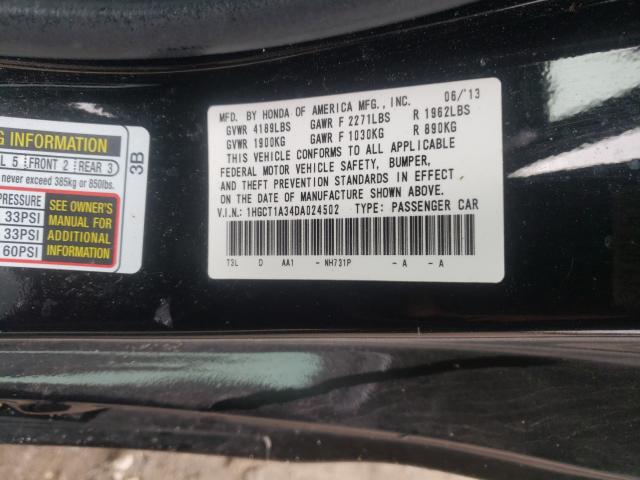 G INFORMATION
L 5 FRONT 2 REAR 3
never exceed 385kg or 850lbs.
PRESSURE
33PSI
33PSI
60PSI
SEE OWNER'S
MANUAL FOR
ADDITIONAL
INFORMATION
3B
MFD. BY HONDA OF AMERICA MFG., INC. 06/'13
GVWR 4189LBS GAWR F 2271LBS R 1962LBS
GVWR 1900KG GAWR F 1030KG R 890KG
THIS VEHICLE CONFORMS TO ALL APPLICABLE
FEDERAL MOTOR VEHICLE SAFETY, BUMPER,
AND THEFT PREVENTION STANDARDS IN EFFECT
ON THE DATE OF MANUFACTURE SHOWN ABOVE.
V.I.N.: 1HGCT1A34DA024502 TYPE: PASSENGER CAR
T3L D AA1 - NH731P - A - A